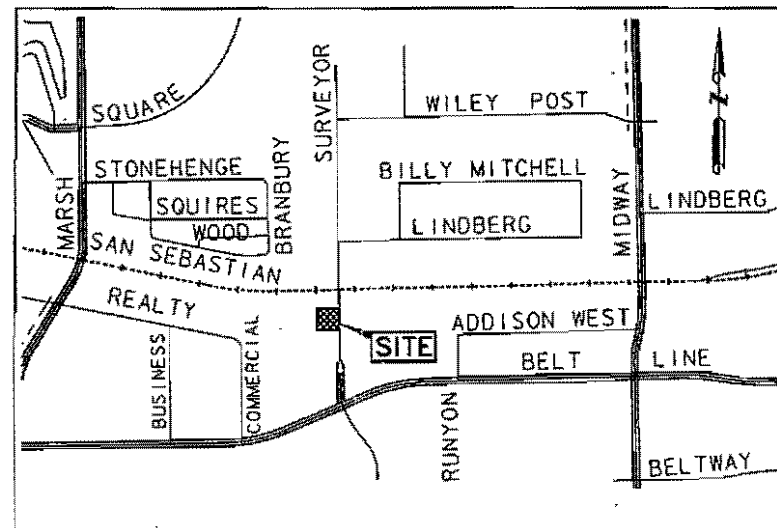 SQUARE
SURVEYOR
WILEY POST
N
STONEHENGE
BRANBURY
BILLY MITCHELL
MARSH
SQUIRES
WOOD
LINDBERG
MIDWAY
LINDBERG
SAN SEBASTIAN
REALTY
BUSINESS
COMMERCIAL
SITE
ADDISON WEST
BELT LINE
RUNYON
BELTWAY